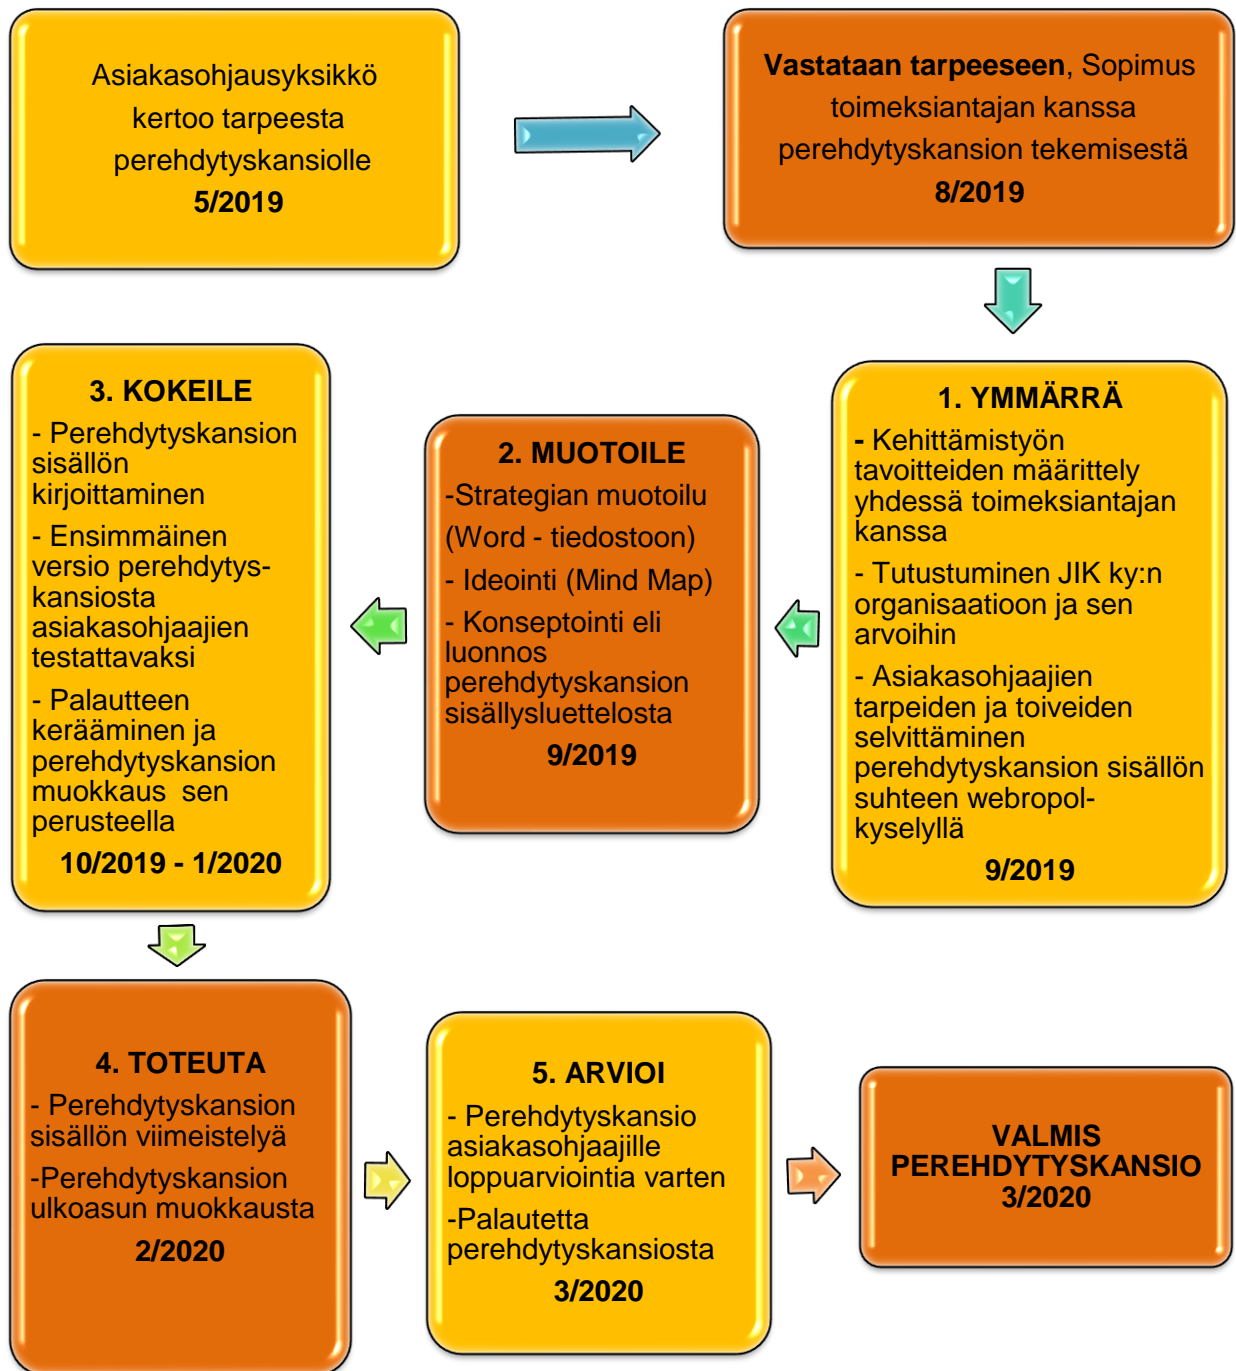 Asiakasohjausyksikkö
kertoo tarpeesta
perehdytyskansiolle
5/2019
Vastataan tarpeeseen, Sopimus
toimeksiantajan kanssa
perehdytyskansion tekemisestä
8/2019
1. YMMÄRRÄ
- Kehittämistyön
tavoitteiden määrittely
yhdessä toimeksiantajan
kanssa
- Tutustuminen JIK ky:n
organisaatioon ja sen
arvoihin
- Asiakasohjaajien
tarpeiden ja toiveiden
selvittäminen
perehdytyskansion sisällön
suhteen webropol-
kyselyllä
9/2019
2. MUOTOILE
-Strategian muotoilu
(Word - tiedostoon)
- Ideointi (Mind Map)
- Konseptointi eli
luonnos
perehdytyskansion
sisällysluettelosta
9/2019
3. KOKEILE
- Perehdytyskansion
sisällön
kirjoittaminen
- Ensimmäinen
versio perehdytys-
kansiosta
asiakasohjaajien
testattavaksi
- Palautteen
kerääminen ja
perehdytyskansion
muokkaus sen
perusteella
10/2019 - 1/2020
4. TOTEUTA
- Perehdytyskansion
sisällön viimeistelyä
-Perehdytyskansion
ulkoasun muokkausta
2/2020
5. ARVIOI
- Perehdytyskansio
asiakasohjaajille
loppuarviointia varten
-Palautetta
perehdytyskansiosta
3/2020
VALMIS
PEREHDYTYSKANSIO
3/2020